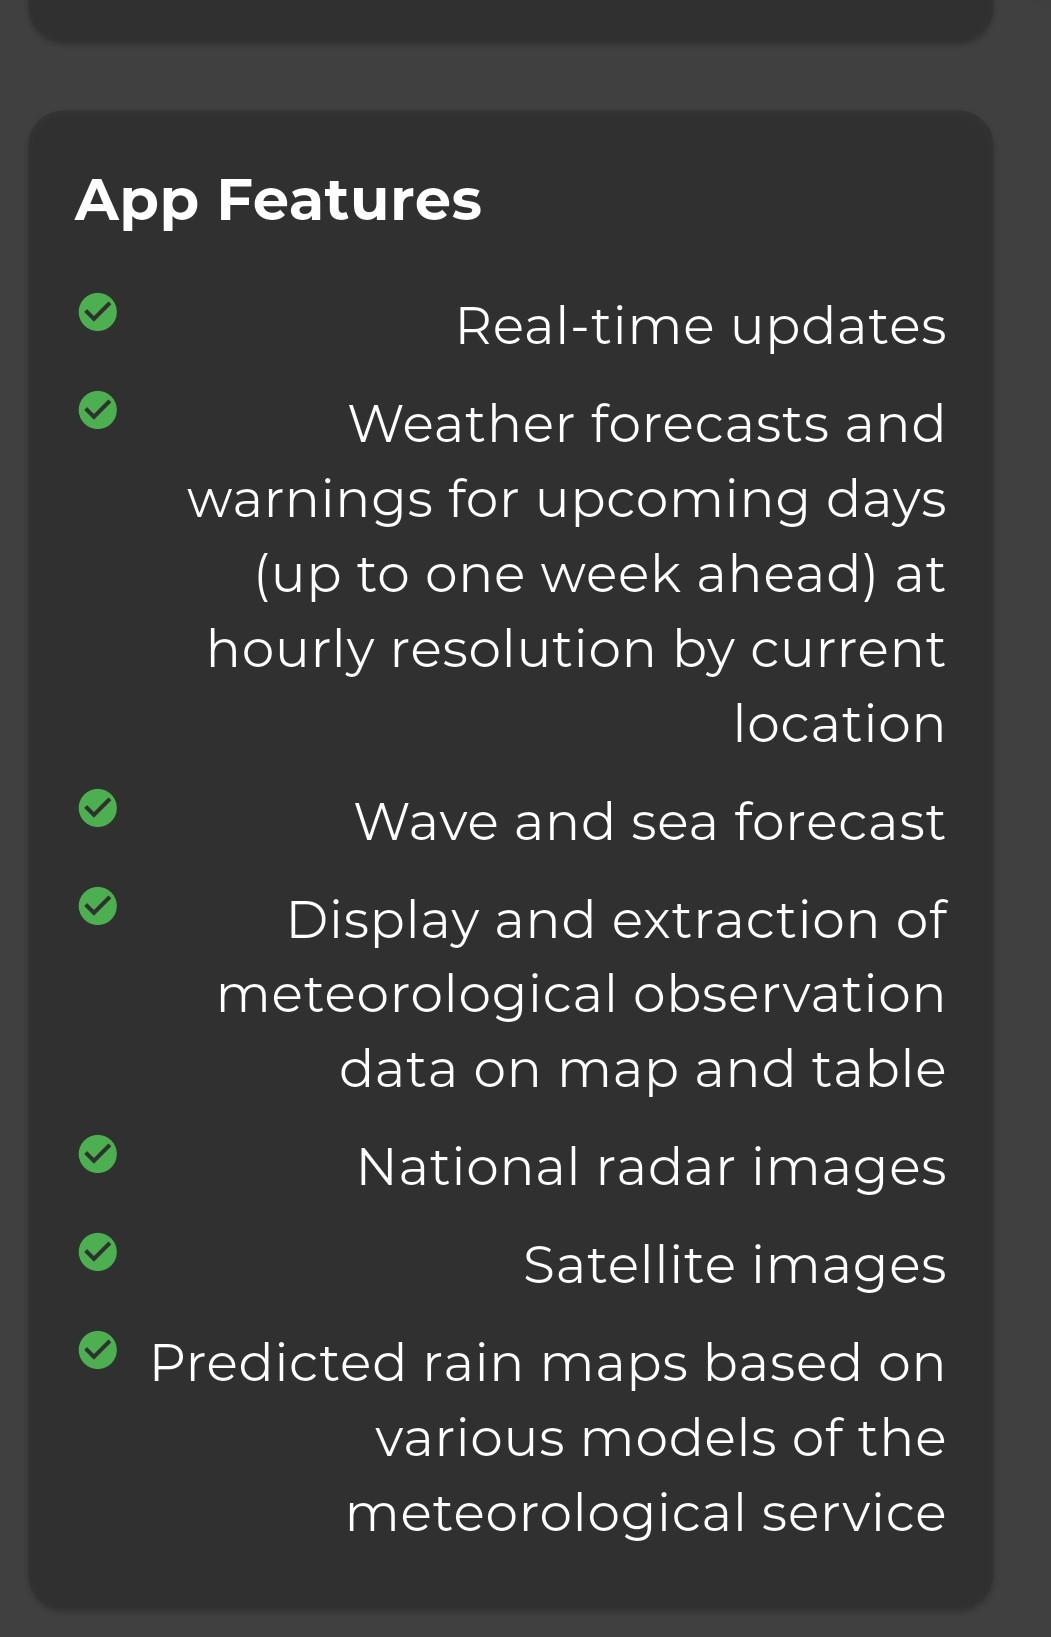 App Features
Real-time updates
Weather forecasts and
warnings for upcoming days
(up to one week ahead) at
hourly resolution by current
location
Wave and sea forecast
Display and extraction of
meteorological observation
data on map and table
National radar images
Satellite images
Predicted rain maps based on
various models of the
meteorological service